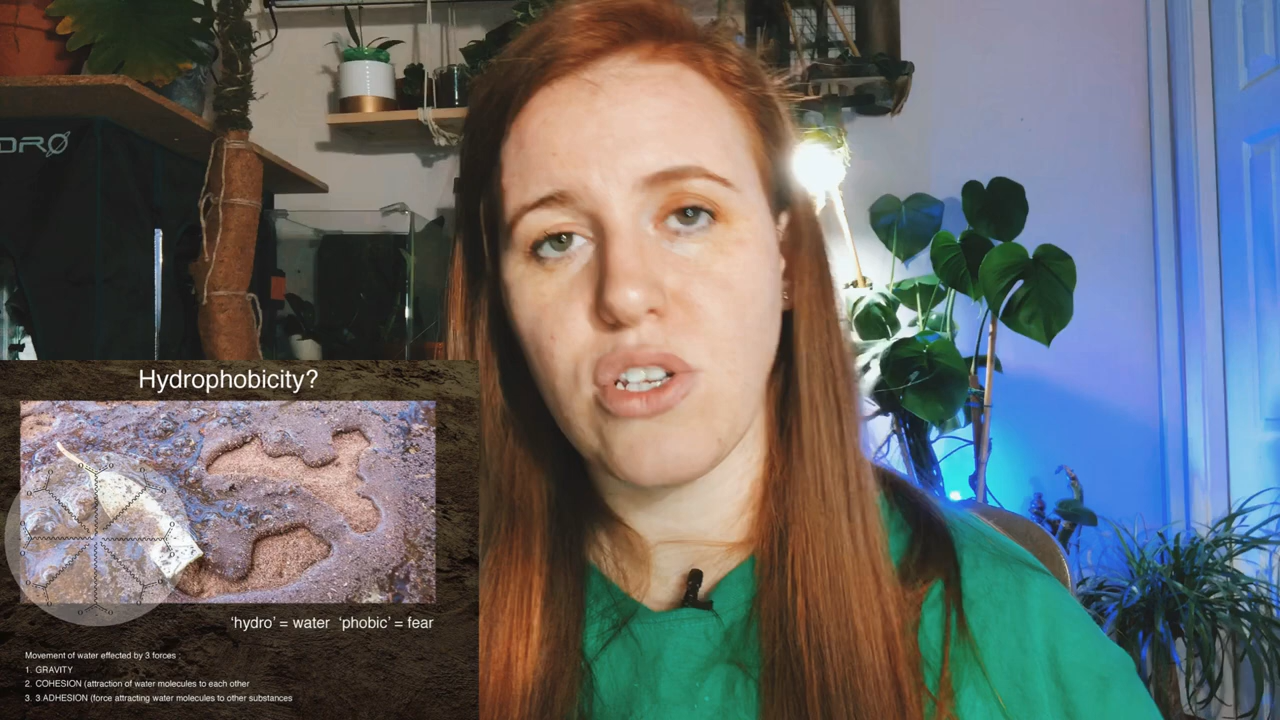 DRO
Hydrophobicity?
'hydro' = water 'phobic' = fear
Movement of water effected by 3 forces :
1. GRAVITY
2. COHESION (attraction of water molecules to each other
3. 3 ADHESION (force attracting water molecules to other substances